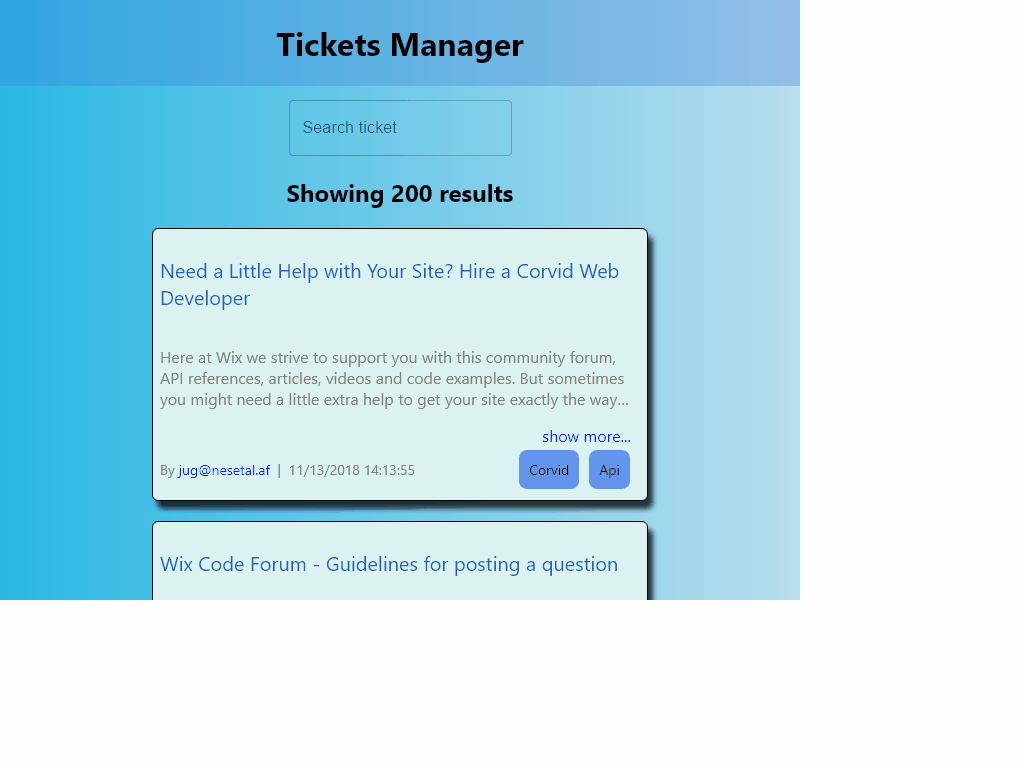 Tickets Manager
Search ticket
Showing 200 results
Need a Little Help with Your Site? Hire a Corvid Web
Developer
Here at Wix we strive to support you with this community forum,
API references, articles, videos and code examples. But sometimes
you might need a little extra help to get your site exactly the way...
show more...
By jug@nesetal.af | 11/13/2018 14:13:55 Corvid Api
Wix Code Forum - Guidelines for posting a question